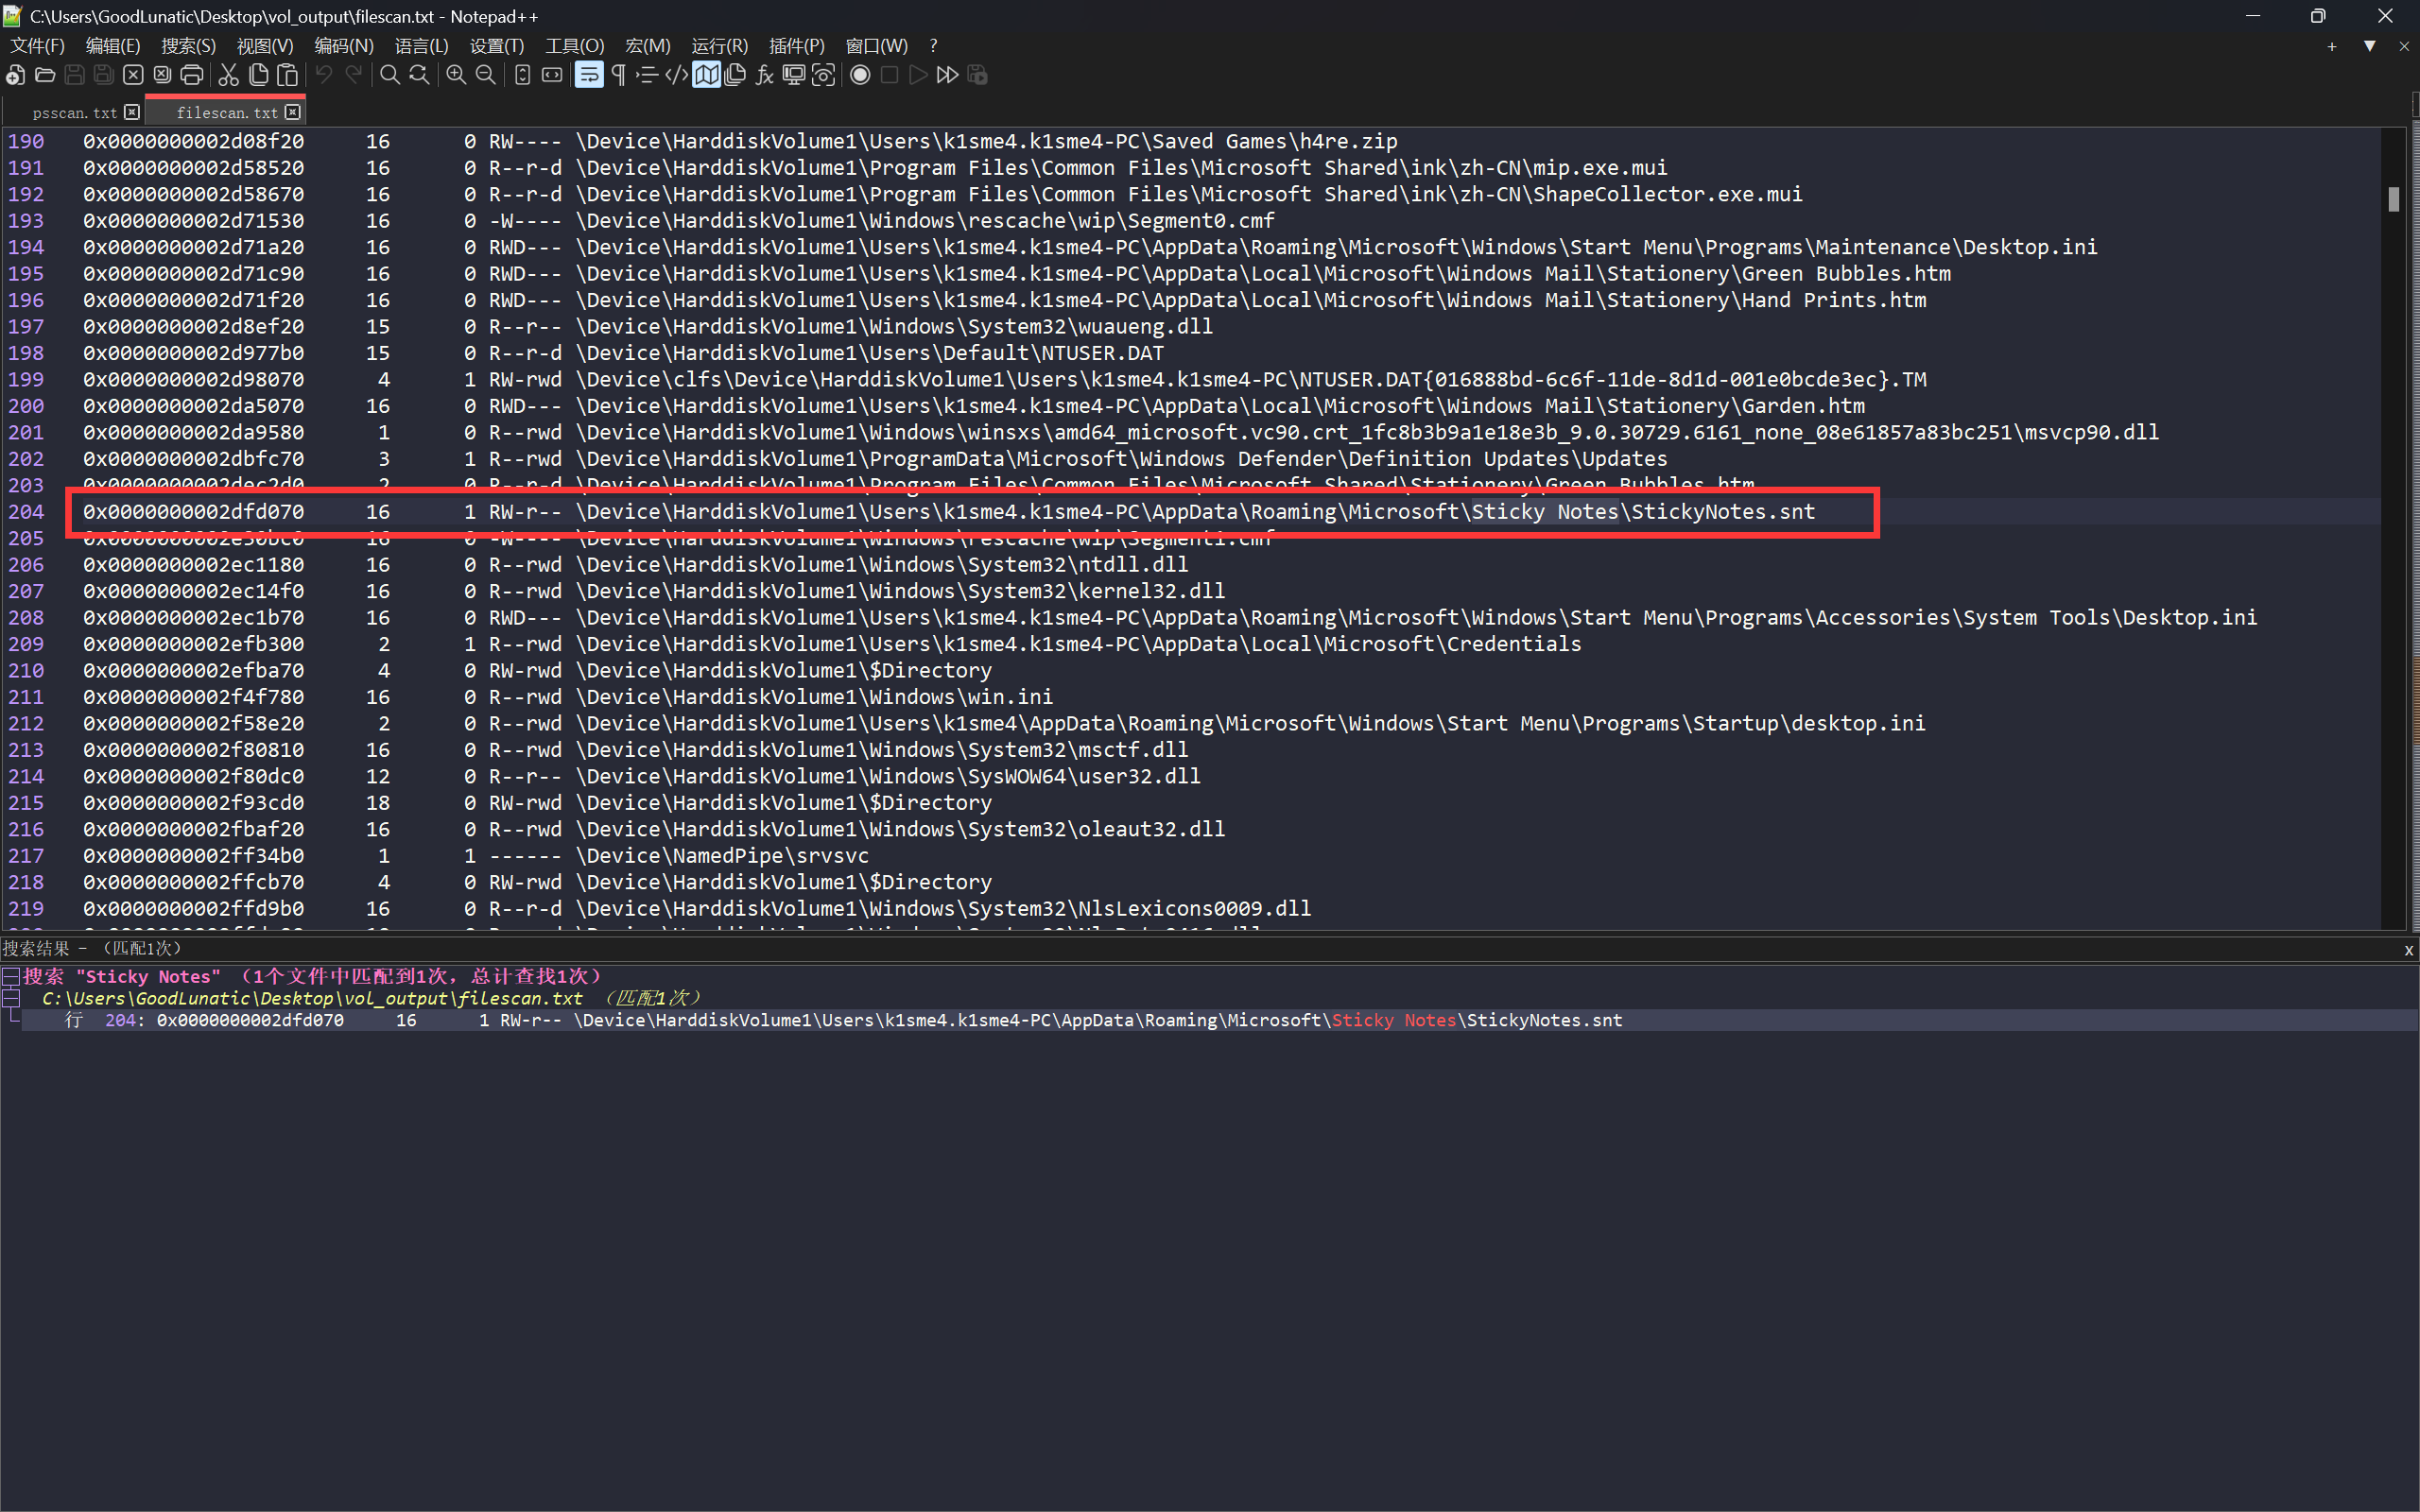 C:\Users\GoodLunatic\Desktop\vol_output\filescan.txt - Notepad++
文件(F) 编辑(E) 搜索(S) 视图(V) 编码(N) 语言(L) 设置(T) 工具(O) 宏(M) 运行(R) 插件(P) 窗口(W) ?
psscan.txt filescan.txt
190 0x0000000002d08f20 16 0 RW---- \Device\HarddiskVolume1\Users\k1sme4.k1sme4-PC\Saved Games\h4re.zip
191 0x0000000002d58520 16 0 R--r-d \Device\HarddiskVolume1\Program Files\Common Files\Microsoft Shared\ink\zh-CN\mip.exe.mui
192 0x0000000002d58670 16 0 R--r-d \Device\HarddiskVolume1\Program Files\Common Files\Microsoft Shared\ink\zh-CN\ShapeCollector.exe.mui
193 0x0000000002d71530 16 0 -W---- \Device\HarddiskVolume1\Windows\rescache\wip\Segment0.cmf
194 0x0000000002d71a20 16 0 RWD--- \Device\HarddiskVolume1\Users\k1sme4.k1sme4-PC\AppData\Roaming\Microsoft\Windows\Start Menu\Programs\Maintenance\Desktop.ini
195 0x0000000002d71c90 16 0 RWD--- \Device\HarddiskVolume1\Users\k1sme4.k1sme4-PC\AppData\Local\Microsoft\Windows Mail\Stationery\Green Bubbles.htm
196 0x0000000002d71f20 16 0 RWD--- \Device\HarddiskVolume1\Users\k1sme4.k1sme4-PC\AppData\Local\Microsoft\Windows Mail\Stationery\Hand Prints.htm
197 0x0000000002d8ef20 15 0 R--r-- \Device\HarddiskVolume1\Windows\System32\wuaueng.dll
198 0x0000000002d977b0 15 0 R--r-d \Device\HarddiskVolume1\Users\Default\NTUSER.DAT
199 0x0000000002d98070 4 1 RW-rwd \Device\clfs\Device\HarddiskVolume1\Users\k1sme4.k1sme4-PC\NTUSER.DAT{016888bd-6c6f-11de-8d1d-001e0bcde3ec}.TM
200 0x0000000002da5070 16 0 RWD--- \Device\HarddiskVolume1\Users\k1sme4.k1sme4-PC\AppData\Local\Microsoft\Windows Mail\Stationery\Garden.htm
201 0x0000000002da9580 1 0 R--rwd \Device\HarddiskVolume1\Windows\winsxs\amd64_microsoft.vc90.crt_1fc8b3b9a1e18e3b_9.0.30729.6161_none_08e61857a83bc251\msvcp90.dll
202 0x0000000002dbfc70 3 1 R--rwd \Device\HarddiskVolume1\ProgramData\Microsoft\Windows Defender\Definition Updates\Updates
203 0x0000000002dec2d0 2 0 R--r-d \Device\HarddiskVolume1\Program Files\Common Files\Microsoft Shared\Stationery\Green Bubbles.htm
204 0x0000000002dfd070 16 1 RW-r-- \Device\HarddiskVolume1\Users\k1sme4.k1sme4-PC\AppData\Roaming\Microsoft\Sticky Notes\StickyNotes.snt
205 0x0000000002e30bc0 16 0 -W---- \Device\HarddiskVolume1\Windows\rescache\wip\Segment1.cmf
206 0x0000000002ec1180 16 0 R--rwd \Device\HarddiskVolume1\Windows\System32\ntdll.dll
207 0x0000000002ec14f0 16 0 R--rwd \Device\HarddiskVolume1\Windows\System32\kernel32.dll
208 0x0000000002ec1b70 16 0 RWD--- \Device\HarddiskVolume1\Users\k1sme4.k1sme4-PC\AppData\Roaming\Microsoft\Windows\Start Menu\Programs\Accessories\System Tools\Desktop.ini
209 0x0000000002efb300 2 1 R--rwd \Device\HarddiskVolume1\Users\k1sme4.k1sme4-PC\AppData\Local\Microsoft\Credentials
210 0x0000000002efba70 4 0 RW-rwd \Device\HarddiskVolume1\$Directory
211 0x0000000002f4f780 16 0 R--rwd \Device\HarddiskVolume1\Windows\win.ini
212 0x0000000002f58e20 2 0 R--rwd \Device\HarddiskVolume1\Users\k1sme4\AppData\Roaming\Microsoft\Windows\Start Menu\Programs\Startup\desktop.ini
213 0x0000000002f80810 16 0 R--rwd \Device\HarddiskVolume1\Windows\System32\msctf.dll
214 0x0000000002f80dc0 12 0 R--r-- \Device\HarddiskVolume1\Windows\SysWOW64\user32.dll
215 0x0000000002f93cd0 18 0 RW-rwd \Device\HarddiskVolume1\$Directory
216 0x0000000002fbaf20 16 0 R--rwd \Device\HarddiskVolume1\Windows\System32\oleaut32.dll
217 0x0000000002ff34b0 1 1 ------ \Device\NamedPipe\srvsvc
218 0x0000000002ffcb70 4 0 RW-rwd \Device\HarddiskVolume1\$Directory
219 0x0000000002ffd9b0 16 0 R--r-d \Device\HarddiskVolume1\Windows\System32\NlsLexicons0009.dll
搜索结果 - （匹配1次）
搜索 "Sticky Notes" （1个文件中匹配到1次，总计查找1次）
C:\Users\GoodLunatic\Desktop\vol_output\filescan.txt （匹配1次）
行 204: 0x0000000002dfd070 16 1 RW-r-- \Device\HarddiskVolume1\Users\k1sme4.k1sme4-PC\AppData\Roaming\Microsoft\Sticky Notes\StickyNotes.snt